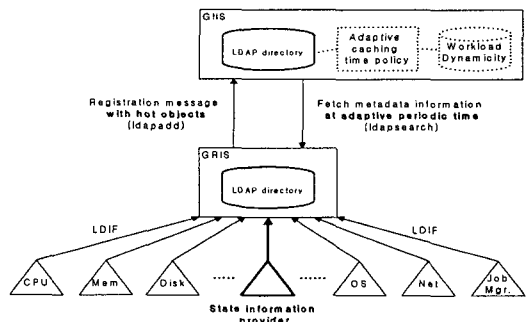 GIIS
LDAP directory
Adaptive
caching
time policy
Workload
Dynamicity
Registration message
with hot objects
(ldapadd)
Fetch metadata information
at adaptive periodic time
(ldapsearch)
GRIS
LDAP directory
LDIF
LDIF
CPU
Mem
Disk
......
......
OS
Net
Job
Mgr.
State information
provider